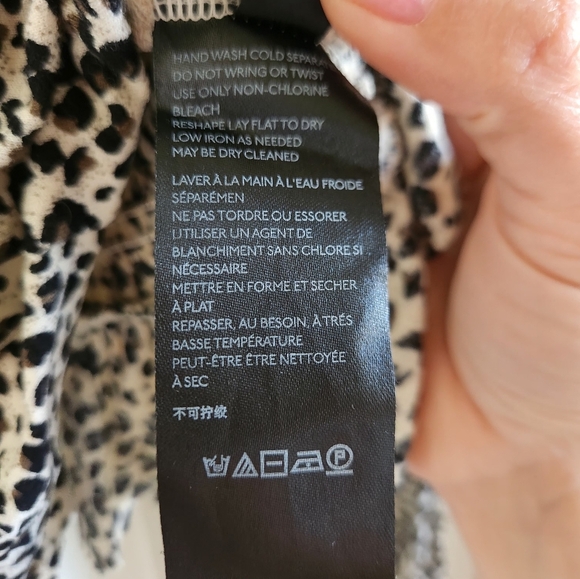 HAND WASH COLD SEPARA
DO NOT WRING OR TWIST
USE ONLY NON-CHLORINE
BLEACH
RESHAPE LAY FLAT TO DRY
LOW IRON AS NEEDED
MAY BE DRY CLEANED
LAVER À LA MAIN À L'EAU FROIDE
SÉPARÉMEN
NE PAS TORDRE OU ESSORER
UTILISER UN AGENT DE
BLANCHIMENT SANS CHLORE SI
NÉCESSAIRE
METTRE EN FORME ET SECHER
À PLAT
REPASSER, AU BESOIN, À TRÉS
BASSE TEMPÉRATURE
PEUT-ÊTRE ÊTRE NETTOYÉE
À SEC
不可拧绞
P